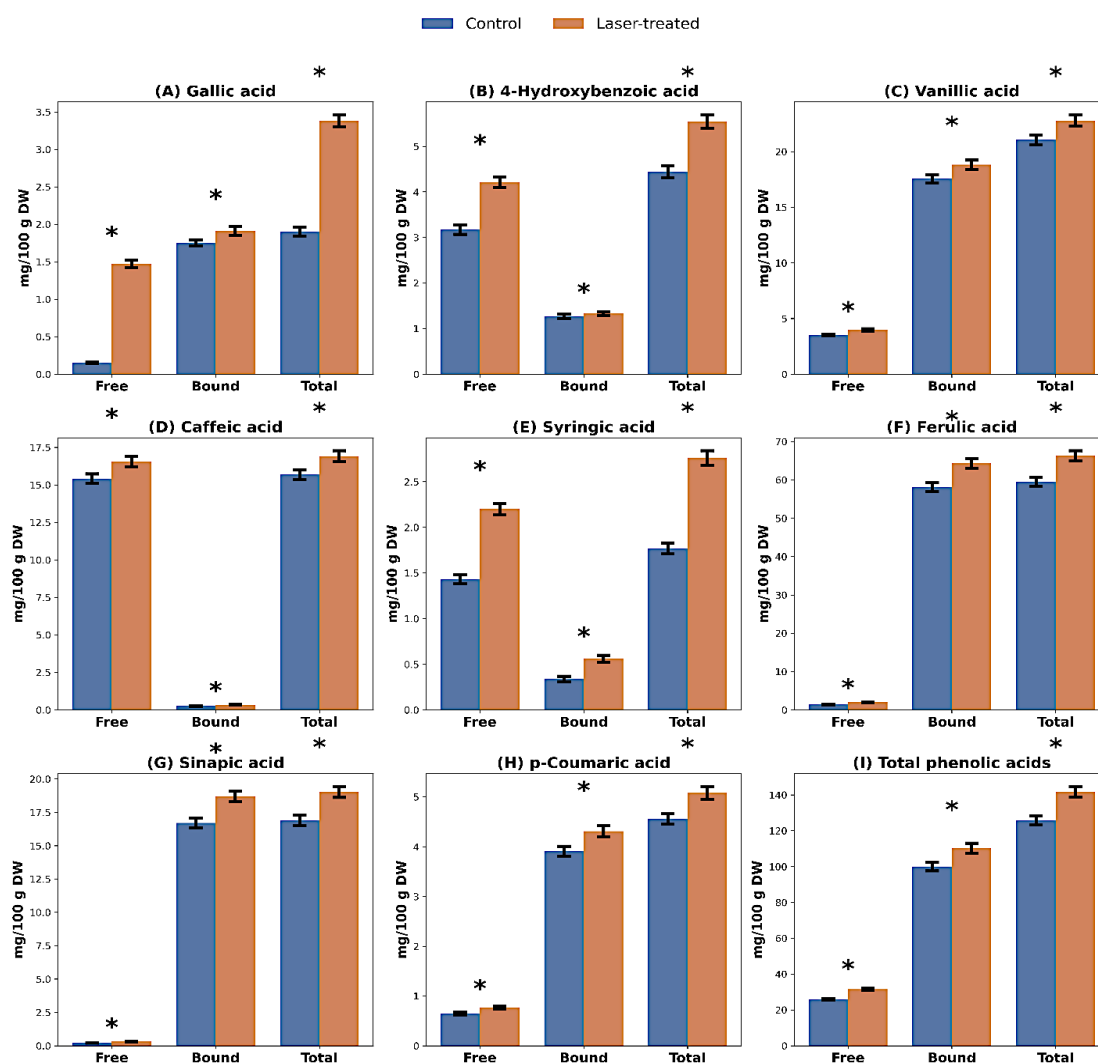 Control Laser-treated
* * *
(A) Gallic acid (B) 4-Hydroxybenzoic acid (C) Vanillic acid
mg/100 g DW
3.5
3.0
2.5
2.0
1.5
1.0
0.5
0.0
* *
Free Bound Total
mg/100 g DW
5
4
3
2
1
0
* *
Free Bound Total
mg/100 g DW
20
15
10
5
0
* *
Free Bound Total
* * * * * *
(D) Caffeic acid (E) Syringic acid (F) Ferulic acid
mg/100 g DW
17.5
15.0
12.5
10.0
7.5
5.0
2.5
0.0
*
Free Bound Total
mg/100 g DW
2.5
2.0
1.5
1.0
0.5
0.0
* *
Free Bound Total
mg/100 g DW
70
60
50
40
30
20
10
0
*
Free Bound Total
* * * *
(G) Sinapic acid (H) p-Coumaric acid (I) Total phenolic acids
mg/100 g DW
20.0
17.5
15.0
12.5
10.0
7.5
5.0
2.5
0.0
*
Free Bound Total
mg/100 g DW
5
4
3
2
1
0
* *
Free Bound Total
mg/100 g DW
140
120
100
80
60
40
20
0
* *
Free Bound Total